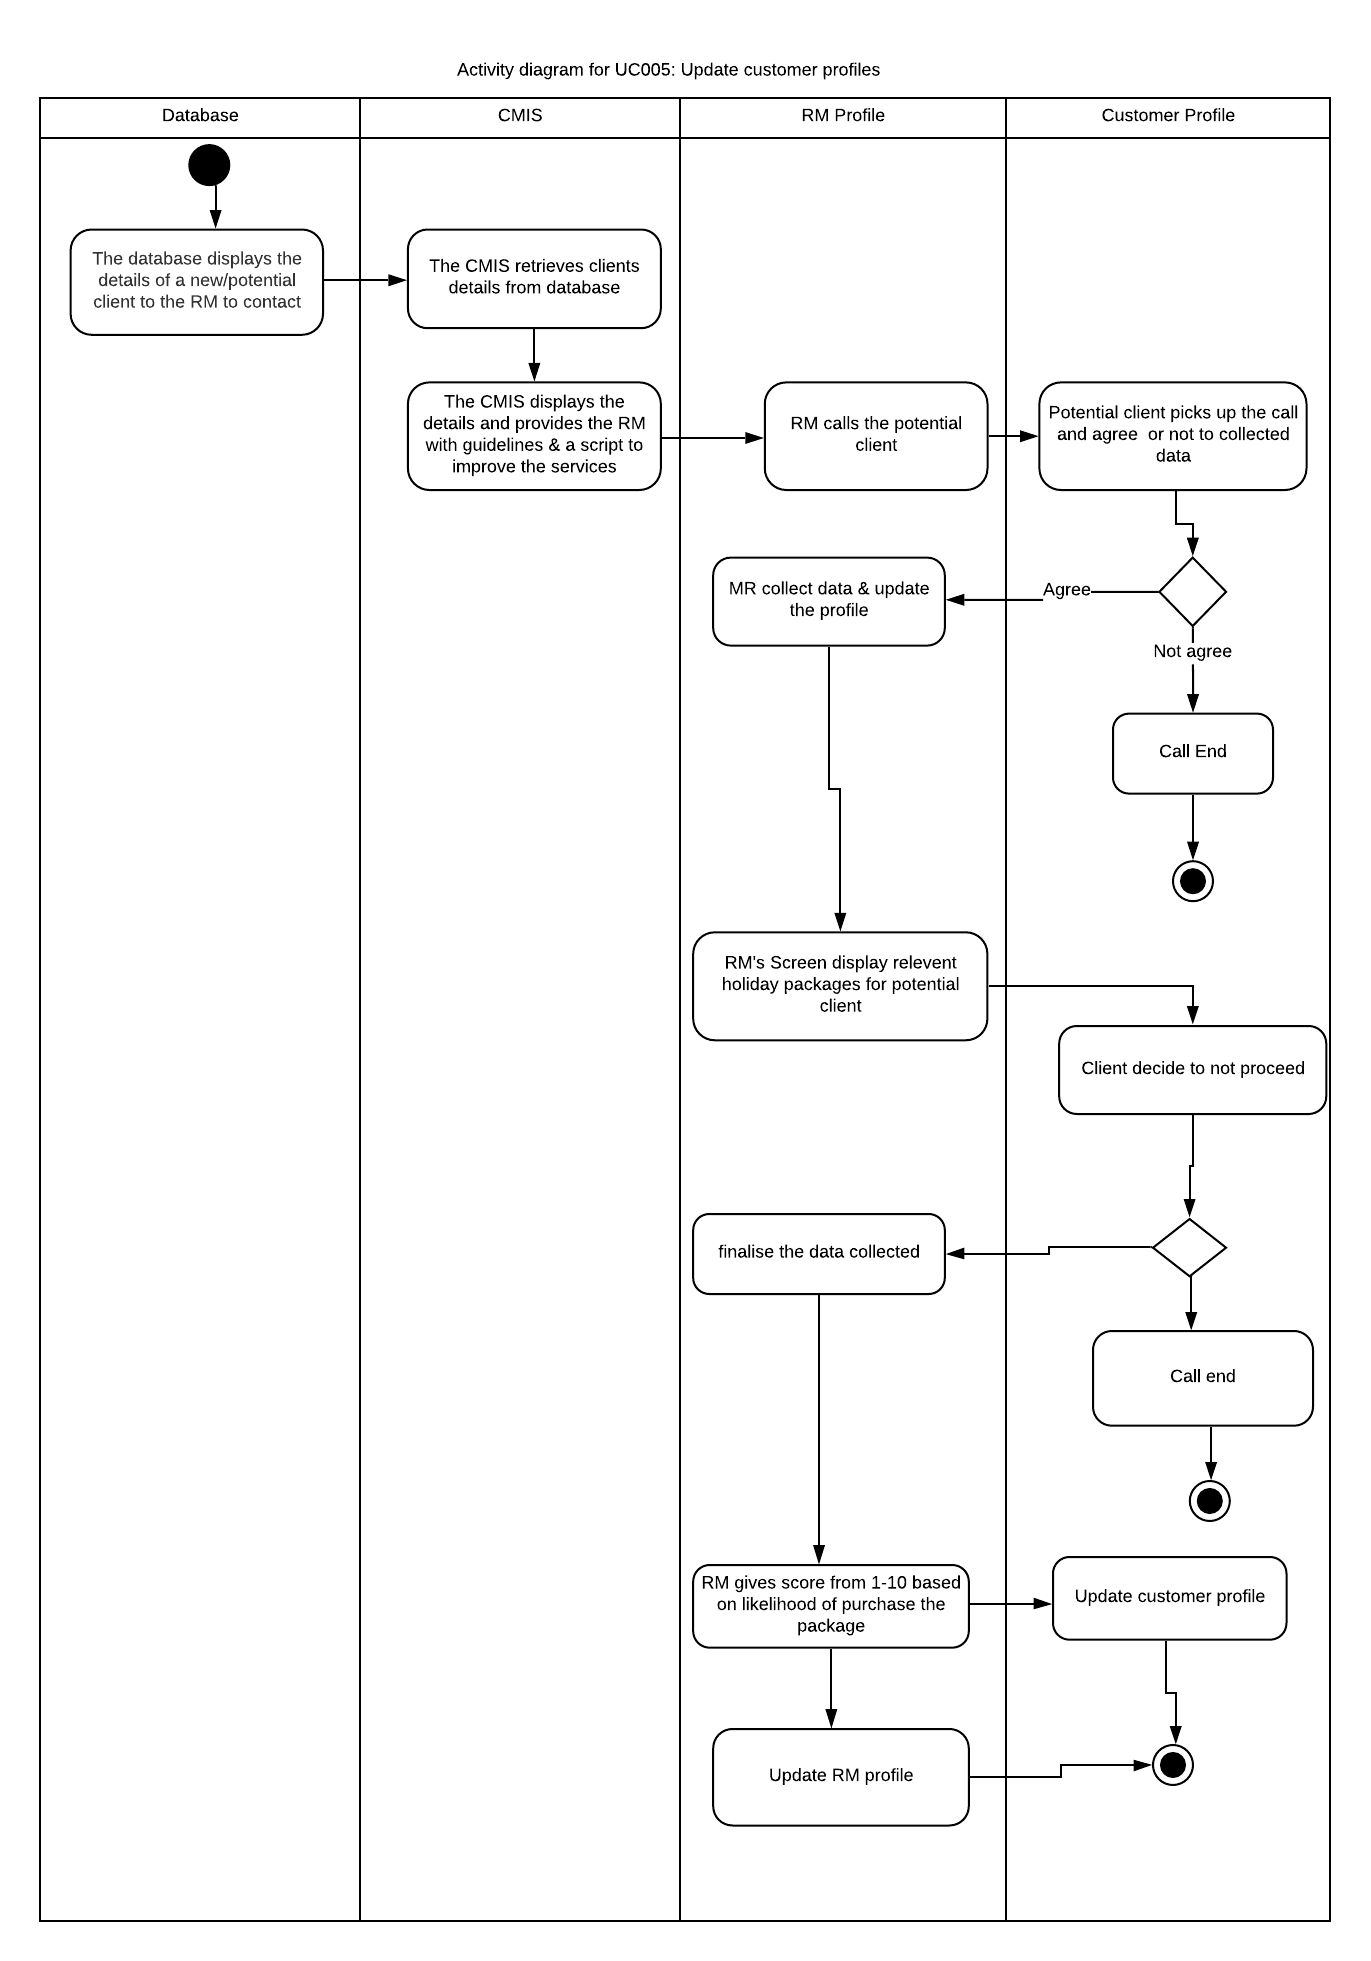 Activity diagram for UC005: Update customer profiles
Database
CMIS
RM Profile
Customer Profile
The database displays the
details of a new/potential
client to the RM to contact
The CMIS retrieves clients
details from database
The CMIS displays the
details and provides the RM
with guidelines & a script to
improve the services
RM calls the potential
client
Potential client picks up the call
and agree  or not to collected
data
Agree
MR collect data & update
the profile
Not agree
Call End
RM's Screen display relevent
holiday packages for potential
client
Client decide to not proceed
finalise the data collected
Call end
RM gives score from 1-10 based
on likelihood of purchase the
package
Update customer profile
Update RM profile